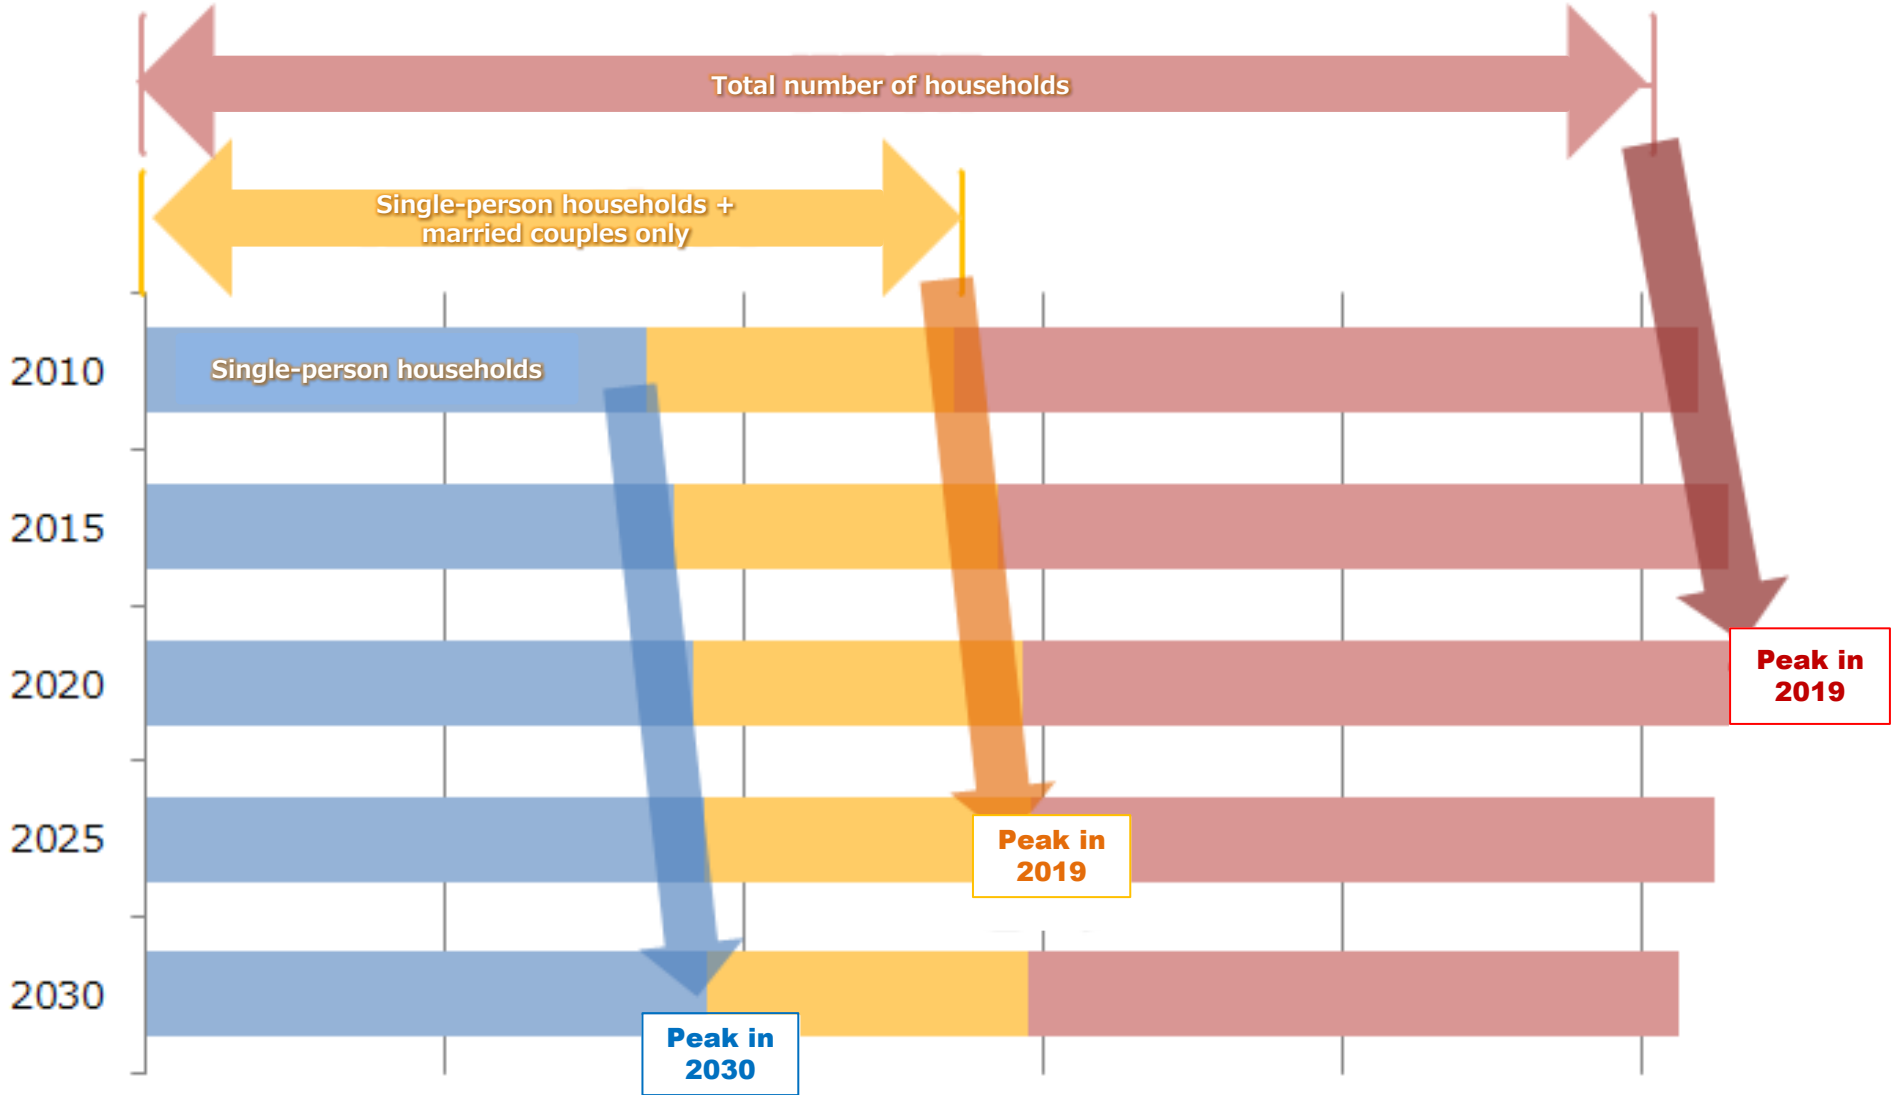 Total number of households
Single-person households +
married couples only
2010
Single-person households
2015
2020
Peak in
2019
2025
Peak in
2019
2030
Peak in
2030